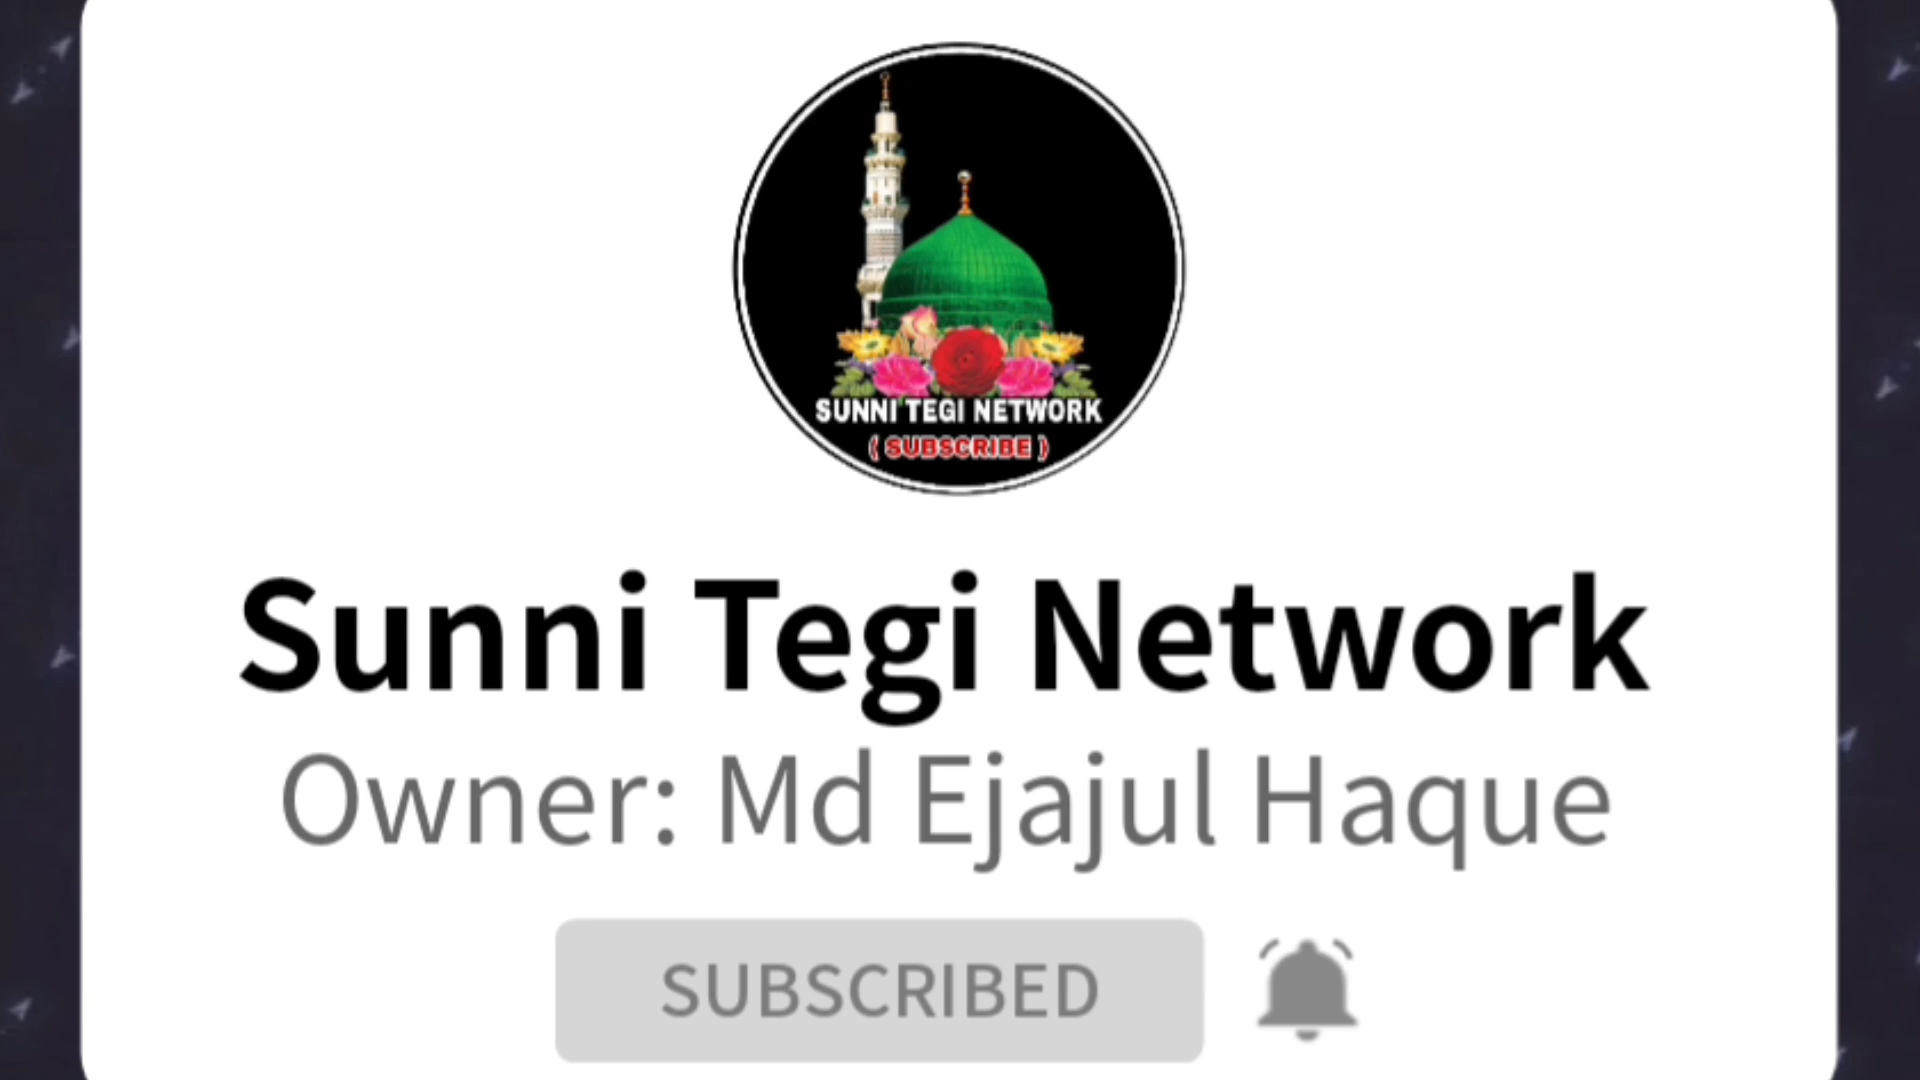 SUNNI TEGI NETWORK
( SUBSCRIBE )
Sunni Tegi Network
Owner: Md Ejajul Haque
SUBSCRIBED